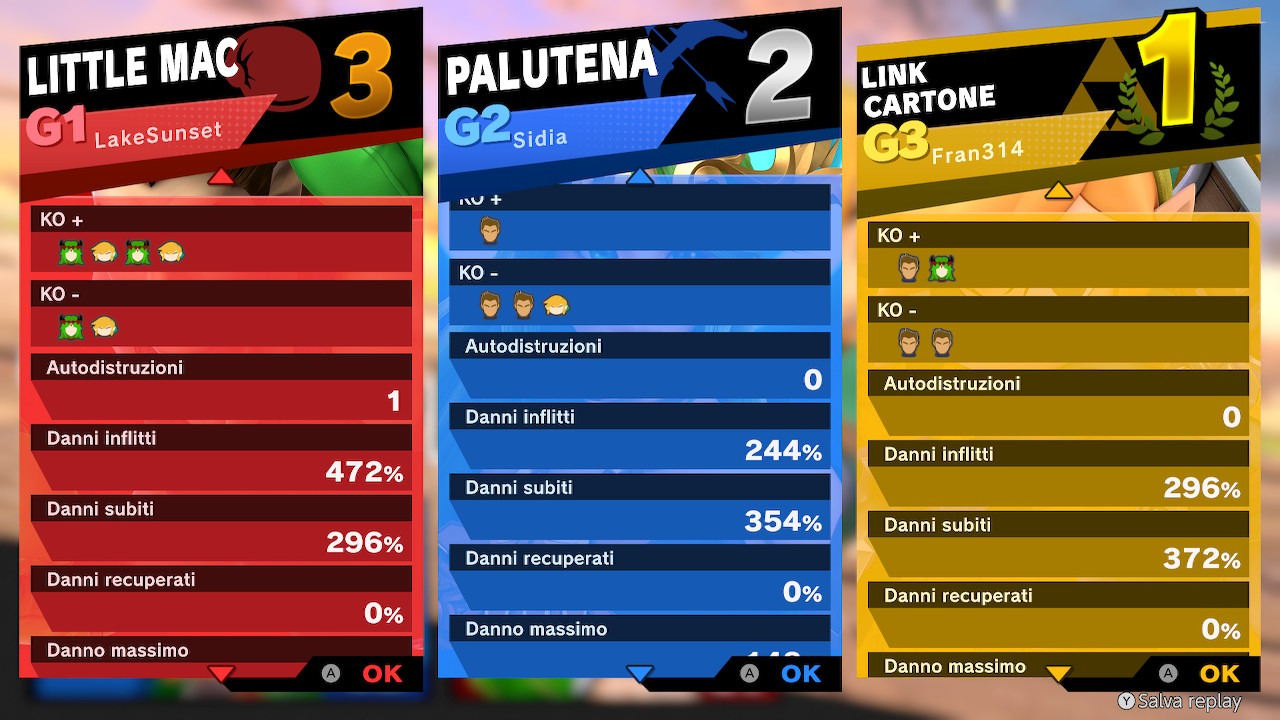 LITTLE MAC
3
G1 LakeSunset
KO +
KO -
Autodistruzioni
1
Danni inflitti
472%
Danni subiti
296%
Danni recuperati
0%
Danno massimo
A OK
PALUTENA
2
G2 Sidia
KO +
KO -
Autodistruzioni
0
Danni inflitti
244%
Danni subiti
354%
Danni recuperati
0%
Danno massimo
A OK
LINK
CARTONE
1
G3 Fran314
KO +
KO -
Autodistruzioni
0
Danni inflitti
296%
Danni subiti
372%
Danni recuperati
0%
Danno massimo
A OK
Y Salva replay